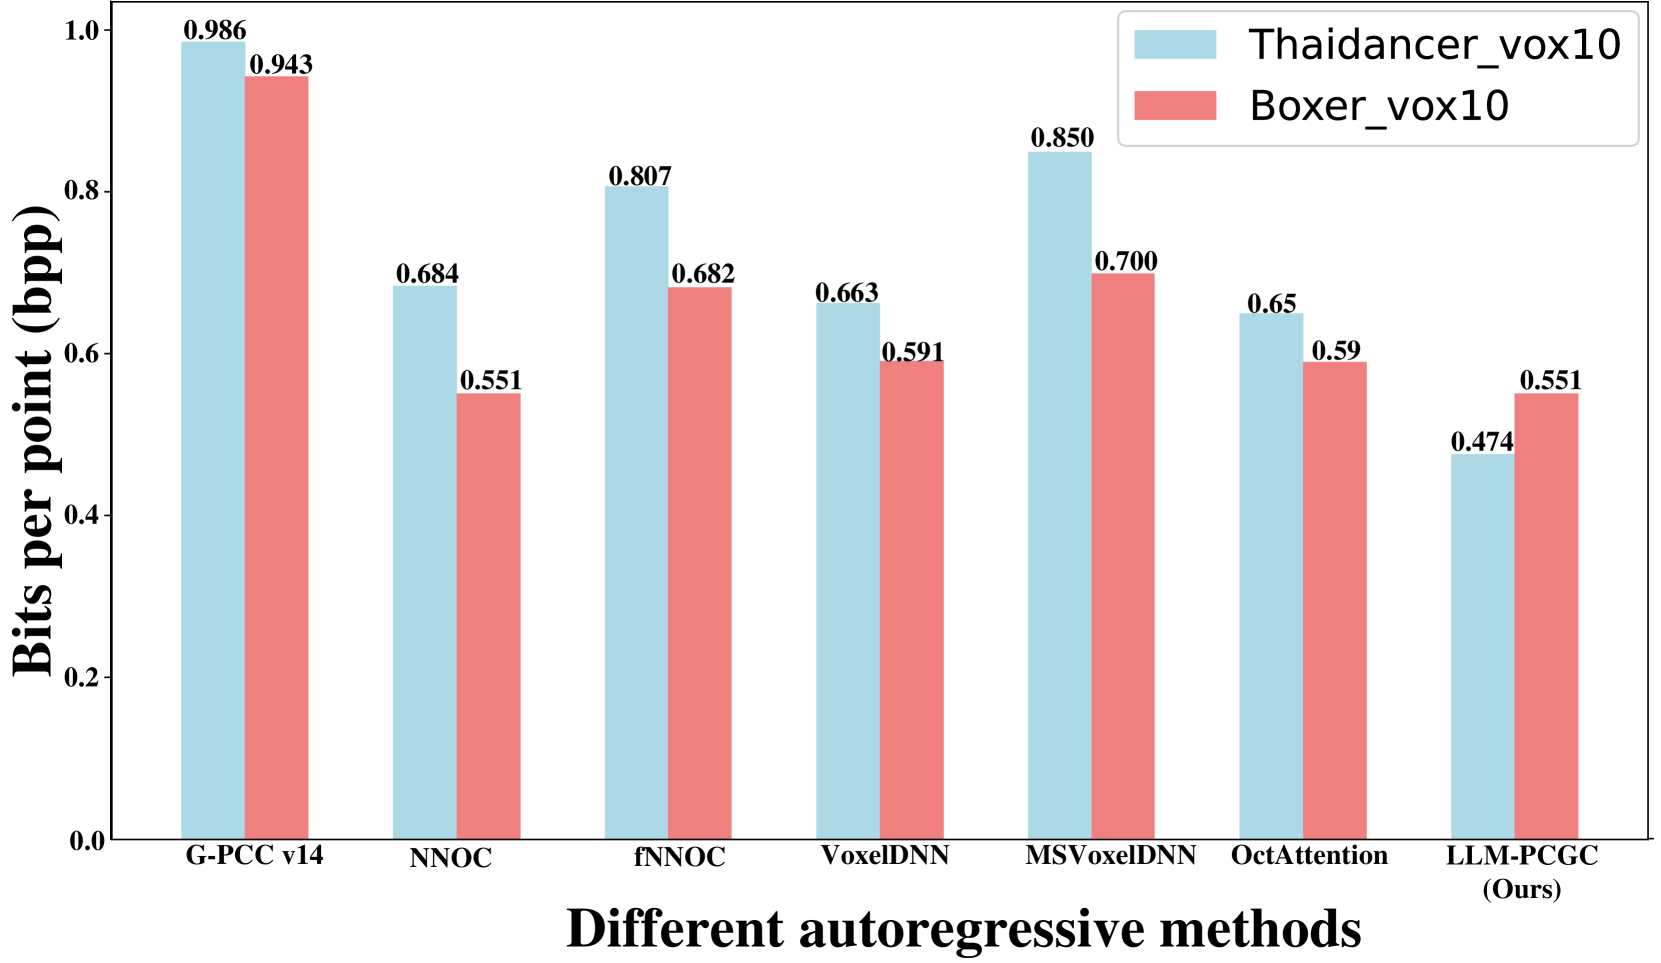 Thaidancer_vox10
Boxer_vox10
Bits per point (bpp)
1.0
0.8
0.6
0.4
0.2
0.0
0.986
0.943
0.684
0.551
0.807
0.682
0.663
0.591
0.850
0.700
0.65
0.59
0.474
0.551
G-PCC v14
NNOC
fNNOC
VoxelDNN
MSVoxelDNN
OctAttention
LLM-PCGC
(Ours)
Different autoregressive methods